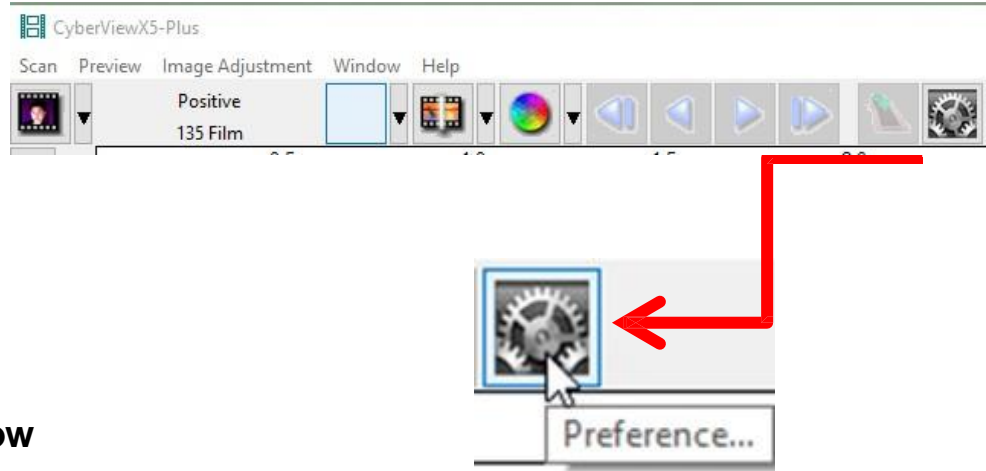 CyberViewX5-Plus
Scan Preview Image Adjustment Window Help
Positive
135 Film
Preference...